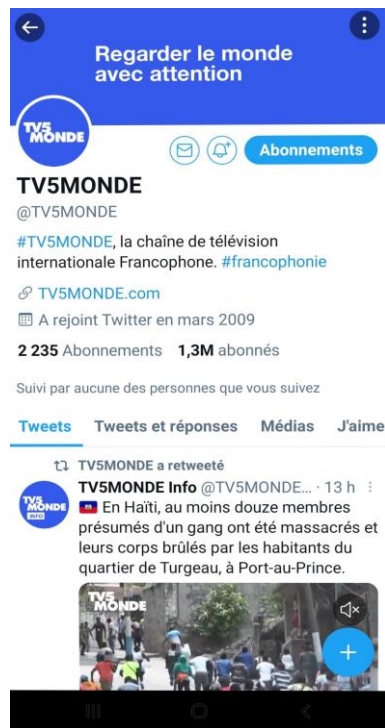 Regarder le monde
avec attention
TV5
MONDE
Abonnements
TV5MONDE
@TV5MONDE
#TV5MONDE, la chaîne de télévision
internationale Francophone. #francophonie
TV5MONDE.com
A rejoint Twitter en mars 2009
2 235 Abonnements 1,3M abonnés
Suivi par aucune des personnes que vous suivez
Tweets Tweets et réponses Médias J'aime
TV5MONDE a retweeté
TV5MONDE Info @TV5MONDE... · 13 h
TV5
MONDE
INFO
En Haïti, au moins douze membres
présumés d'un gang ont été massacrés et
leurs corps brûlés par les habitants du
quartier de Turgeau, à Port-au-Prince.
TV5
MONDE